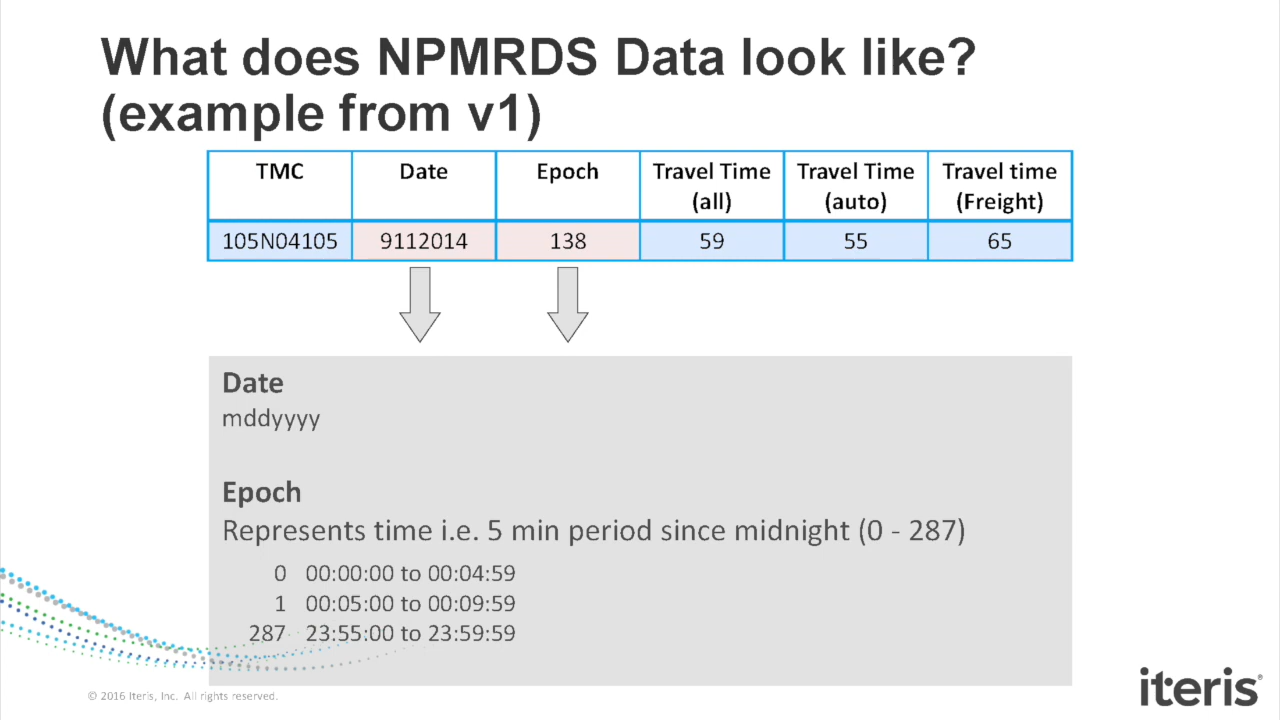 What does NPMRDS Data look like?
(example from v1)
TMC Date Epoch Travel Time (all) Travel Time (auto) Travel time (Freight)
105N04105 9112014 138 59 55 65
Date
mddyyyy
Epoch
Represents time i.e. 5 min period since midnight (0 - 287)
0 00:00:00 to 00:04:59
1 00:05:00 to 00:09:59
287 23:55:00 to 23:59:59
© 2016 Iteris, Inc. All rights reserved.
iteris®